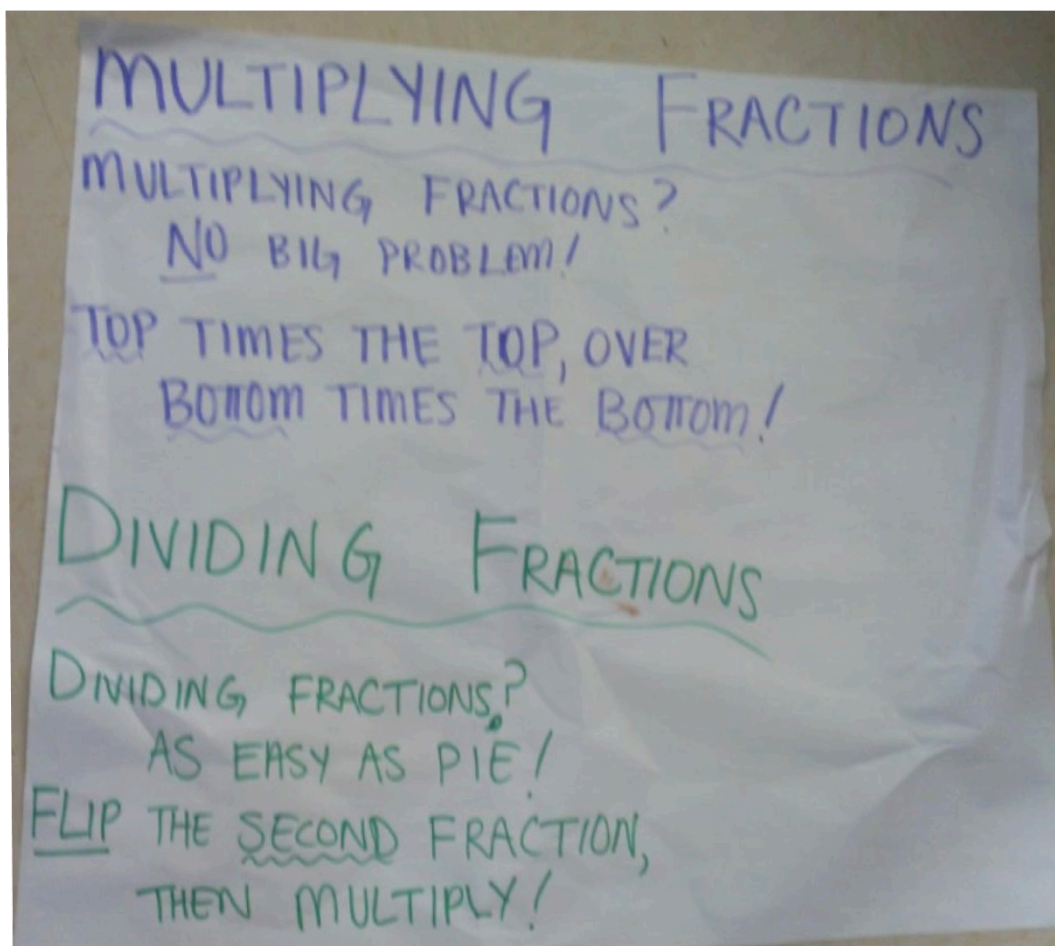 MULTIPLYING FRACTIONS
MULTIPLYING FRACTIONS?
NO BIG PROBLEM!
TOP TIMES THE TOP, OVER
BOTTOM TIMES THE BOTTOM!
DIVIDING FRACTIONS
DIVIDING FRACTIONS?
AS EASY AS PIE!
FLIP THE SECOND FRACTION,
THEN MULTIPLY!